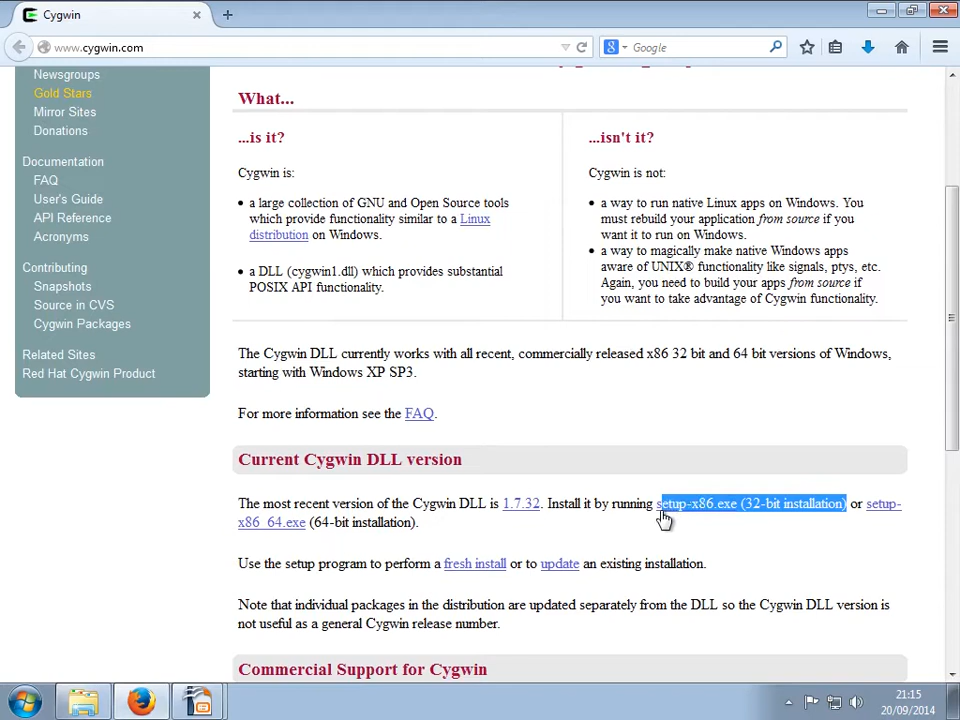 Cygwin
www.cygwin.com
Google
Newsgroups
Gold Stars
Mirror Sites
Donations
Documentation
FAQ
User's Guide
API Reference
Acronyms
Contributing
Snapshots
Source in CVS
Cygwin Packages
Related Sites
Red Hat Cygwin Product
What...
...is it?
Cygwin is:
a large collection of GNU and Open Source tools
which provide functionality similar to a Linux
distribution on Windows.
a DLL (cygwin1.dll) which provides substantial
POSIX API functionality.
...isn't it?
Cygwin is not:
a way to run native Linux apps on Windows. You
must rebuild your application from source if you
want it to run on Windows.
a way to magically make native Windows apps
aware of UNIX® functionality like signals, ptys, etc.
Again, you need to build your apps from source if
you want to take advantage of Cygwin functionality.
The Cygwin DLL currently works with all recent, commercially released x86 32 bit and 64 bit versions of Windows,
starting with Windows XP SP3.
For more information see the FAQ.
Current Cygwin DLL version
The most recent version of the Cygwin DLL is 1.7.32. Install it by running setup-x86.exe (32-bit installation) or setup-
x86_64.exe (64-bit installation).
Use the setup program to perform a fresh install or to update an existing installation.
Note that individual packages in the distribution are updated separately from the DLL so the Cygwin DLL version is
not useful as a general Cygwin release number.
Commercial Support for Cygwin
21:15
20/09/2014